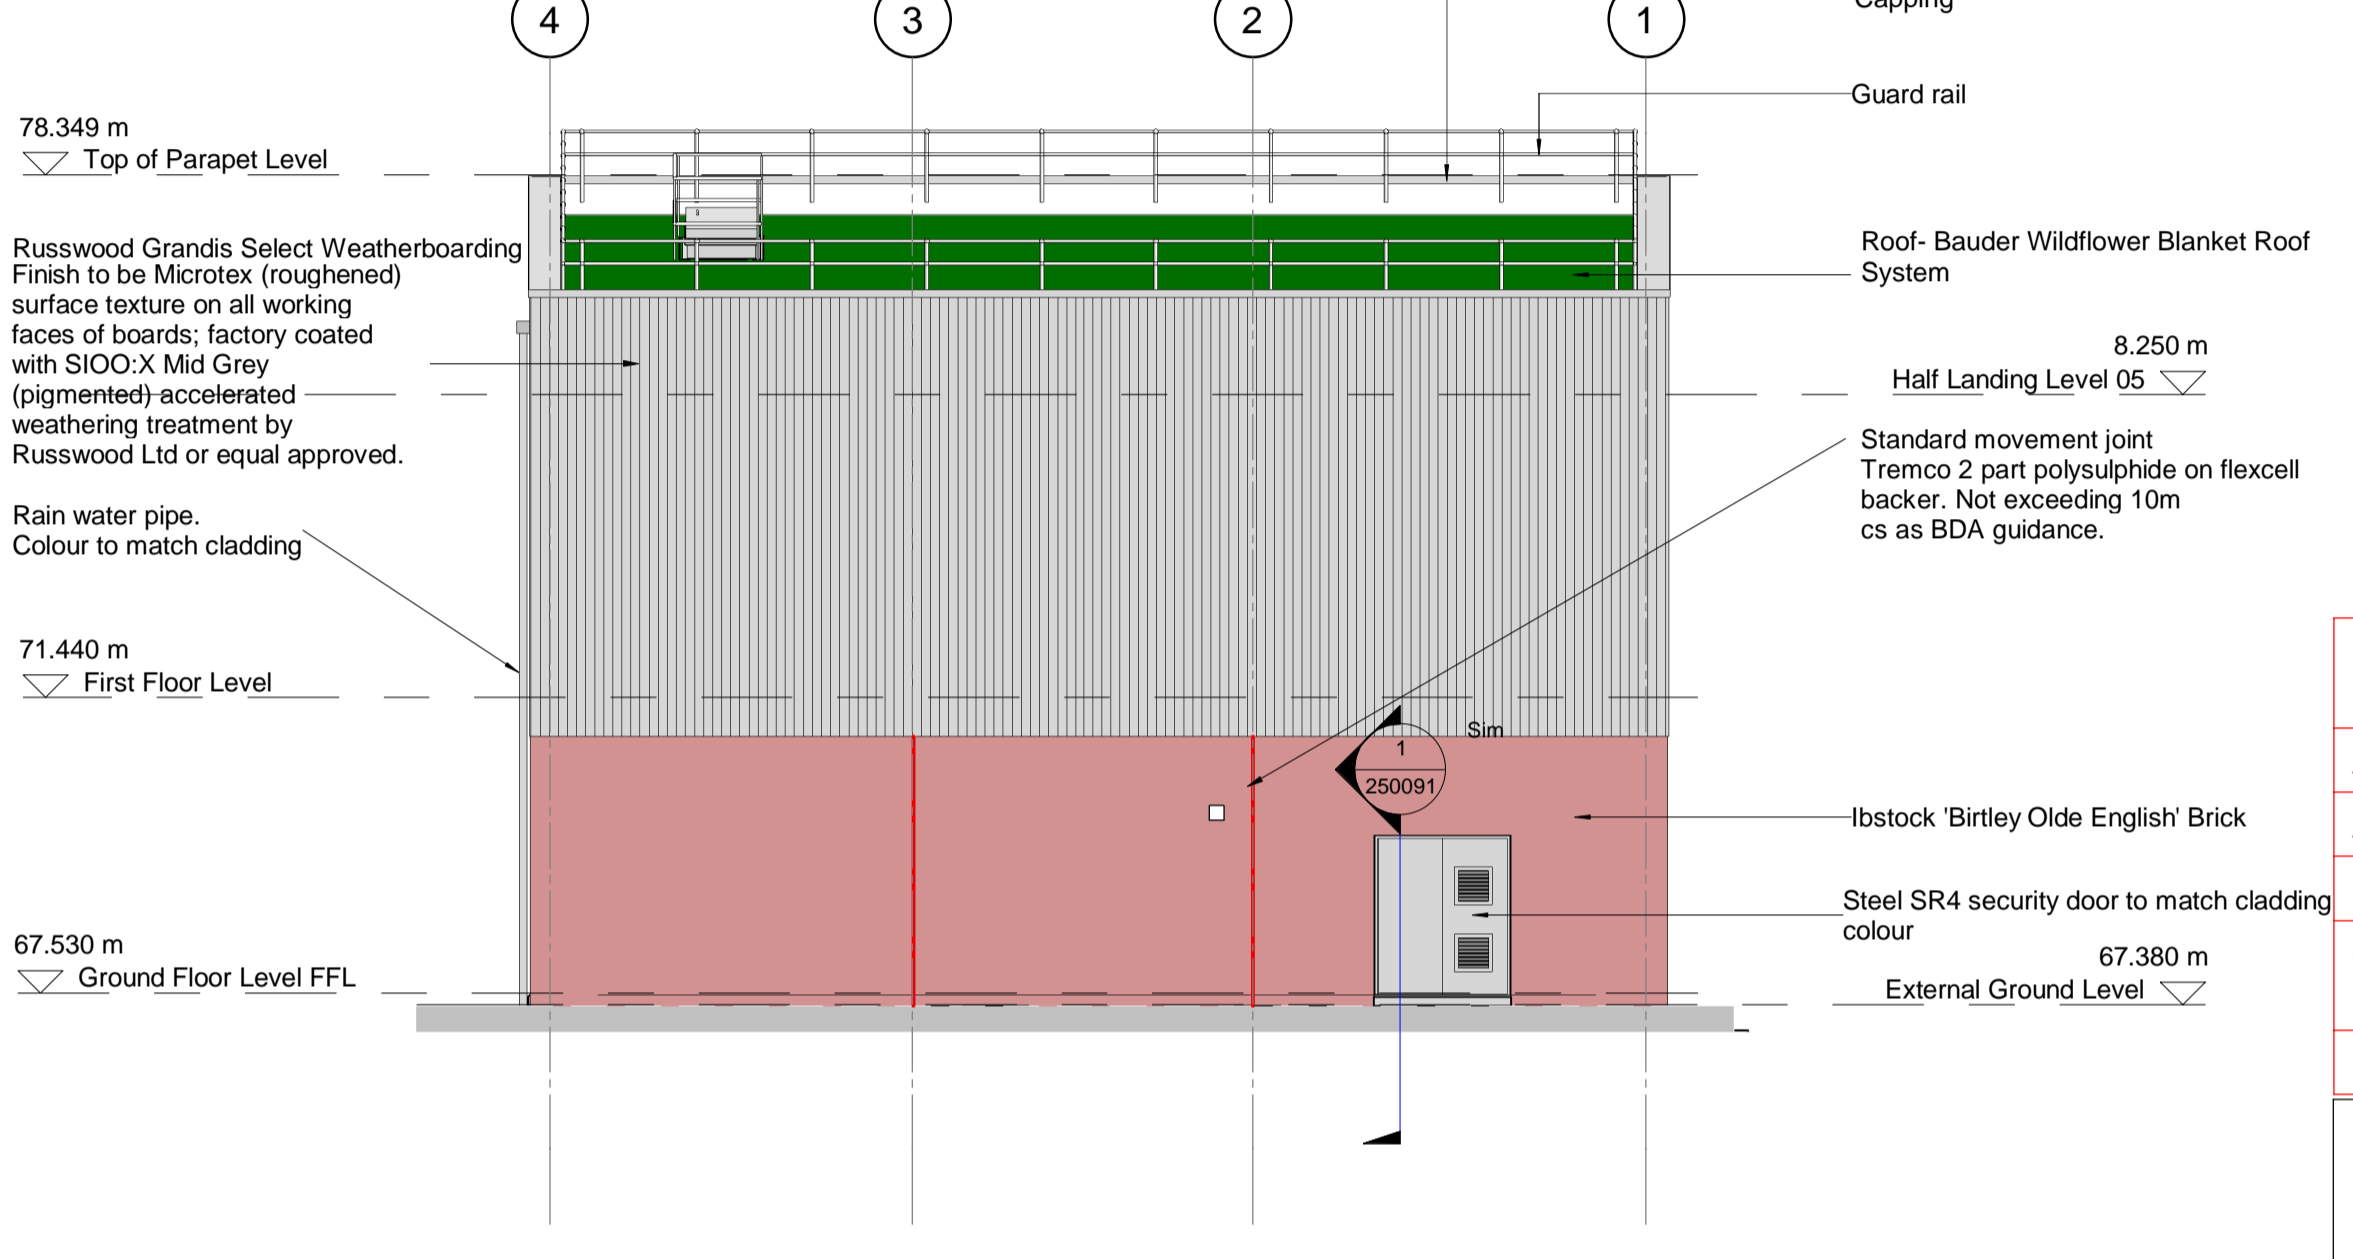 4
3
2
1
Capping
Guard rail
78.349 m
Top of Parapet Level
Russwood Grandis Select Weatherboarding
Finish to be Microtex (roughened)
surface texture on all working
faces of boards; factory coated
with SIOO:X Mid Grey
(pigmented) accelerated
weathering treatment by
Russwood Ltd or equal approved.
Roof- Bauder Wildflower Blanket Roof
System
8.250 m
Half Landing Level 05
Standard movement joint
Tremco 2 part polysulphide on flexcell
backer. Not exceeding 10m
cs as BDA guidance.
Rain water pipe.
Colour to match cladding
71.440 m
First Floor Level
Sim
1
250091
Ibstock 'Birtley Olde English' Brick
Steel SR4 security door to match cladding
colour
67.530 m
Ground Floor Level FFL
67.380 m
External Ground Level